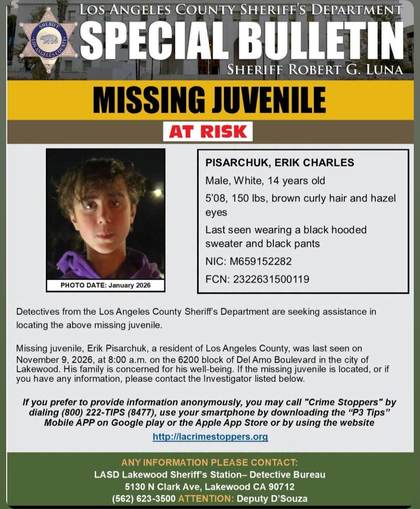 LOS ANGELES COUNTY SHERIFF'S DEPARTMENT
SPECIAL BULLETIN
SHERIFF ROBERT G. LUNA
MISSING JUVENILE
AT RISK
PISARCHUK, ERIK CHARLES
Male, White, 14 years old
5'08, 150 lbs, brown curly hair and hazel
eyes
Last seen wearing a black hooded
sweater and black pants
NIC: M659152282
FCN: 2322631500119
PHOTO DATE: January 2026
Detectives from the Los Angeles County Sheriff's Department are seeking assistance in
locating the above missing juvenile.
Missing juvenile, Erik Pisarchuk, a resident of Los Angeles County, was last seen on
November 9, 2026, at 8:00 a.m. on the 6200 block of Del Amo Boulevard in the city of
Lakewood. His family is concerned for his well-being. If the missing juvenile is located, or if
you have any information, please contact the Investigator listed below.
If you prefer to provide information anonymously, you may call "Crime Stoppers" by
dialing (800) 222-TIPS (8477), use your smartphone by downloading the “P3 Tips”
Mobile APP on Google play or the Apple App Store or by using the website
http://lacrimestoppers.org
ANY INFORMATION PLEASE CONTACT:
LASD Lakewood Sheriff's Station– Detective Bureau
5130 N Clark Ave, Lakewood CA 90712
(562) 623-3500 ATTENTION: Deputy D'Souza